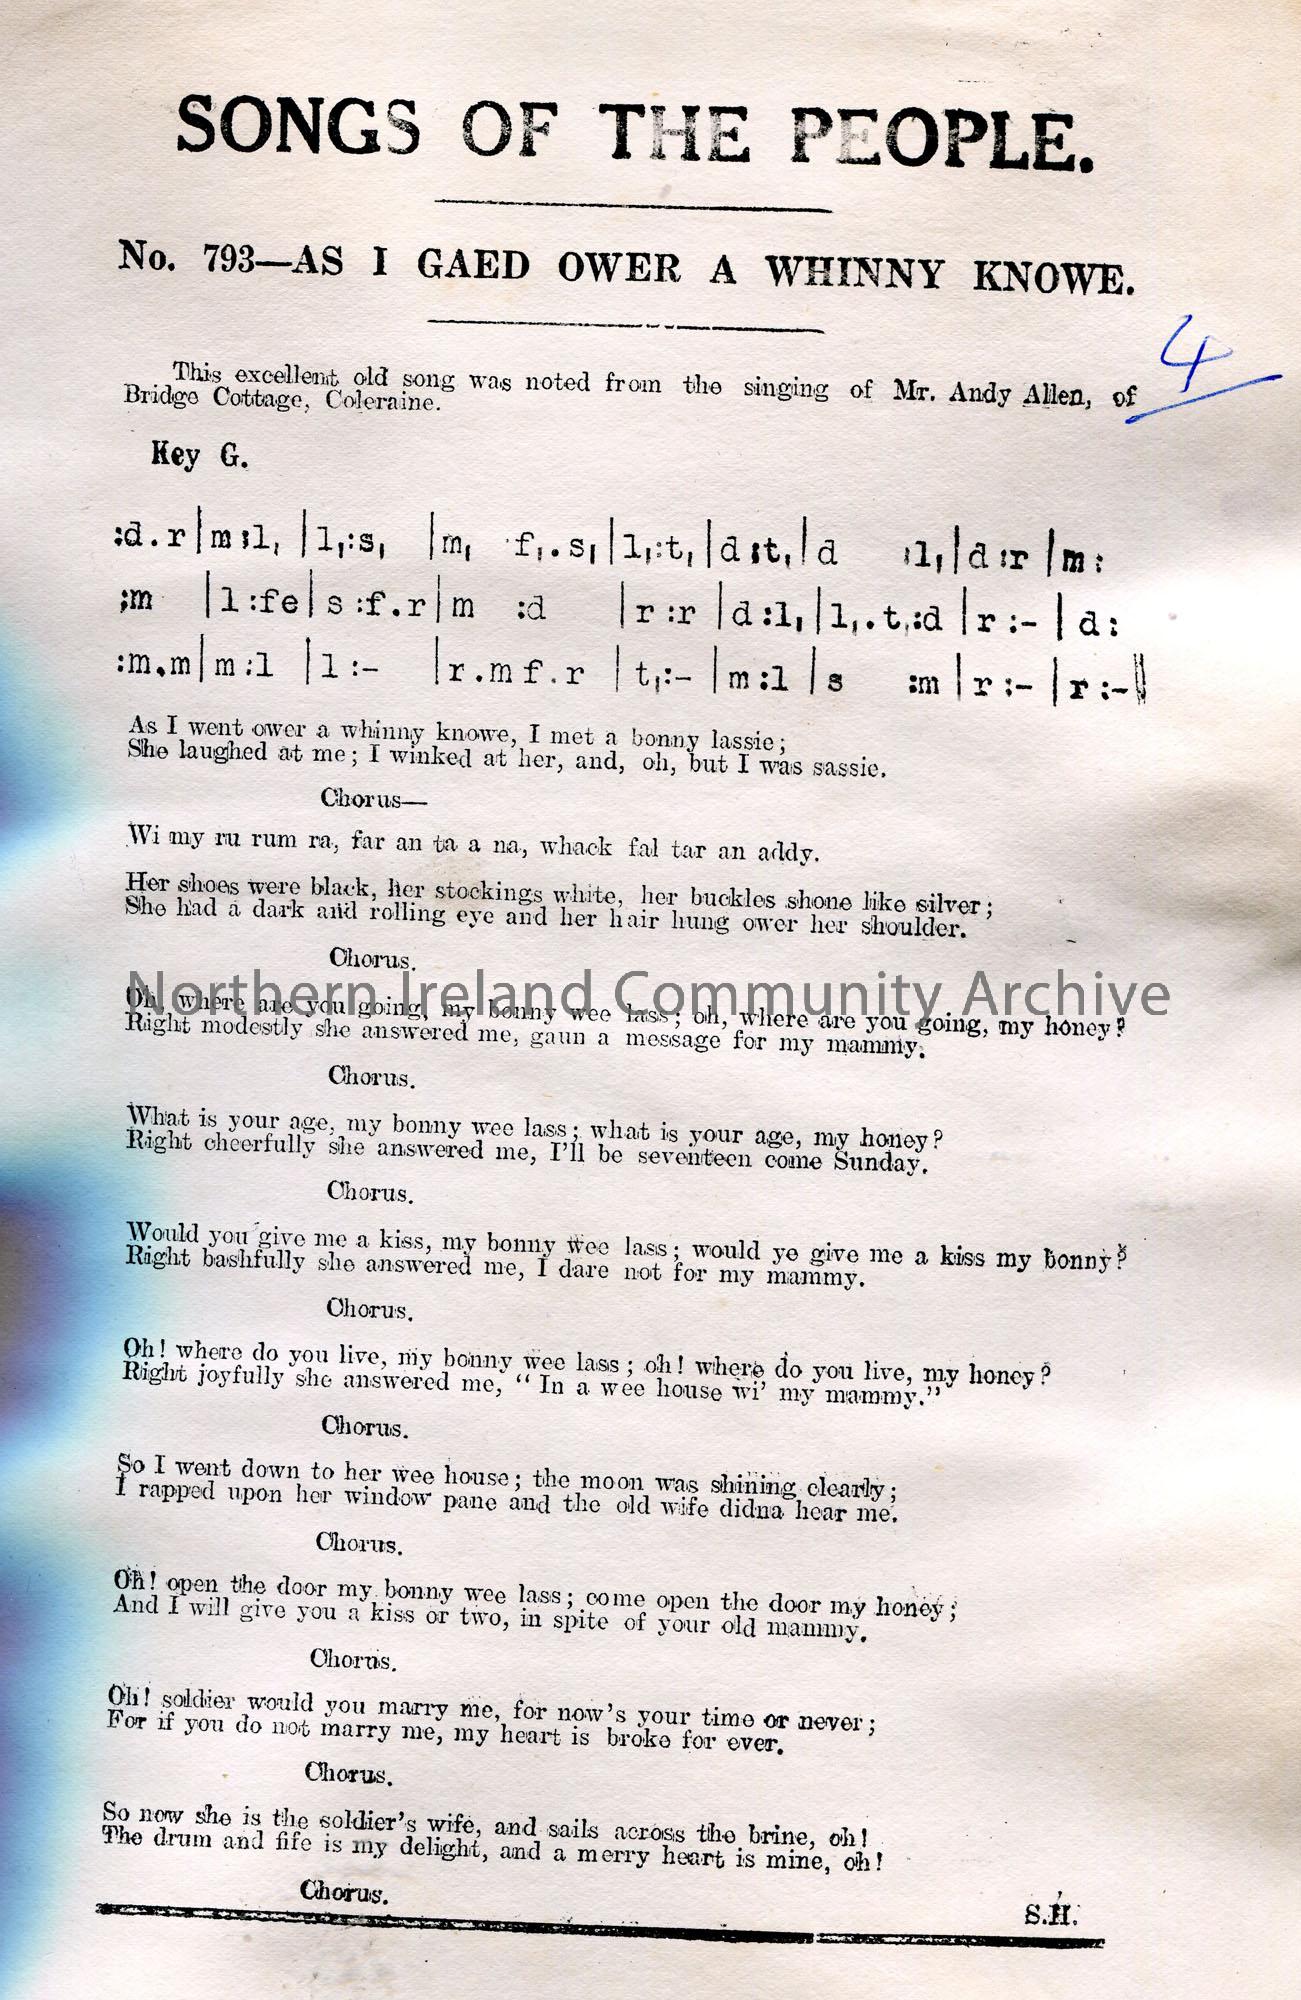 SONGS OF THE PEOPLE.
No. 793—AS I GAED OWER A WHINNY KNOWE.
4
This excellent old song was noted from the singing of Mr. Andy Allen, of
Bridge Cottage, Coleraine.
Key G.
:d.r|m:l, |l,:s, |m, f,.s,|l,:t,|d:t,|d :l,|d:r|m:
:m |l:fe|s:f.r|m :d |r:r|d:l,|l,.t,:d|r:-|d:
:m.m|m:l |l:- |r.mf.r |t,:-|m:l|s :m|r:-|r:-||
As I went ower a whinny knowe, I met a bonny lassie;
She laughed at me; I winked at her, and, oh, but I was sassie.
Chorus—
Wi my ru rum ra, far an ta a na, whack fal tar an addy.
Her shoes were black, her stockings white, her buckles shone like silver;
She had a dark and rolling eye and her hair hung ower her shoulder.
Chorus.
Northern Ireland Community Archive
Oh! where are you going, my bonny wee lass; oh, where are you going, my honey?
Right modestly she answered me, gaun a message for my mammy.
Chorus.
What is your age, my bonny wee lass; what is your age, my honey?
Right cheerfully she answered me, I'll be seventeen come Sunday.
Chorus.
Would you give me a kiss, my bonny wee lass; would ye give me a kiss my bonny?
Right bashfully she answered me, I dare not for my mammy.
Chorus.
Oh! where do you live, my bonny wee lass; oh! where do you live, my honey?
Right joyfully she answered me, "In a wee house wi' my mammy."
Chorus.
So I went down to her wee house; the moon was shining clearly;
I rapped upon her window pane and the old wife didna hear me.
Chorus.
Oh! open the door my bonny wee lass; come open the door my honey;
And I will give you a kiss or two, in spite of your old mammy.
Chorus.
Oh! soldier would you marry me, for now's your time or never;
For if you do not marry me, my heart is broke for ever.
Chorus.
So now she is the soldier's wife, and sails across the brine, oh!
The drum and fife is my delight, and a merry heart is mine, oh!
Chorus.
S.H.